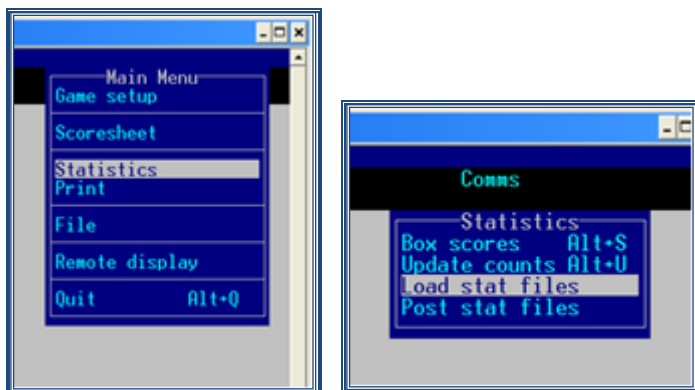 Main Menu
Game setup
Scoresheet
Statistics
Print
File
Remote display
Quit Alt+Q
Comms
Statistics
Box scores Alt+S
Update counts Alt+U
Load stat files
Post stat files